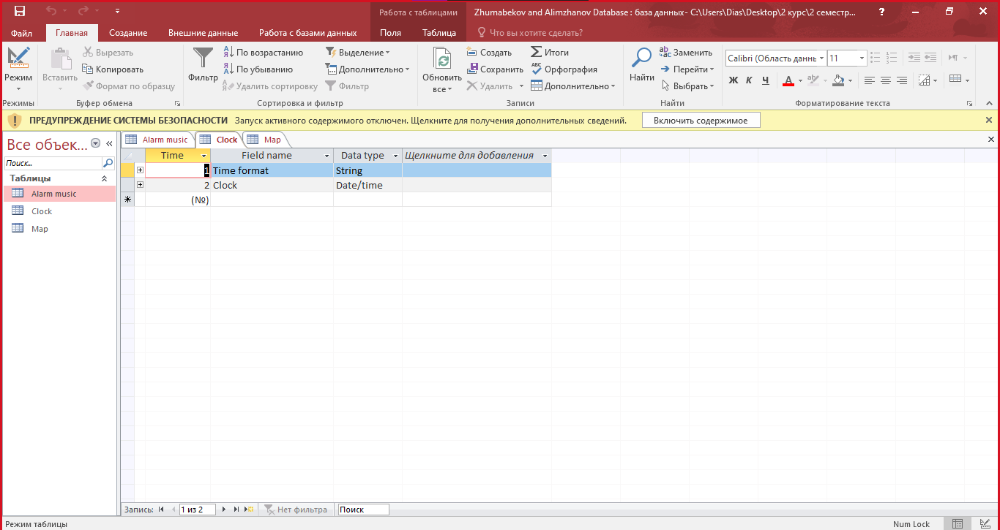 Работа с таблицами
Zhumabekov and Alimzhanov Database : база данных- C:\Users\Dias\Desktop\2 курс\2 семестр...
?
Файл Главная Создание Внешние данные Работа с базами данных Поля Таблица Что вы хотите сделать?
Режим
Вставить
Вырезать
Копировать
Формат по образцу
Фильтр
По возрастанию
По убыванию
Удалить сортировку
Выделение
Дополнительно
Фильтр
Обновить
все
Создать
Сохранить
Удалить
Итоги
Орфография
Дополнительно
Найти
Заменить
Перейти
Выбрать
Calibri (Область даннь 11
Ж К Ч А
Режимы Буфер обмена Сортировка и фильтр Записи Найти Форматирование текста
ПРЕДУПРЕЖДЕНИЕ СИСТЕМЫ БЕЗОПАСНОСТИ Запуск активного содержимого отключен. Щелкните для получения дополнительных сведений. Включить содержимое
Все объек... «
Поиск...
Таблицы
Alarm music
Clock
Map
Alarm music Clock Map
Time Field name Data type Щелкните для добавления
1 Time format String
2 Clock Date/time
(№)
Запись: 1 из 2 Нет фильтра Поиск
Режим таблицы Num Lock